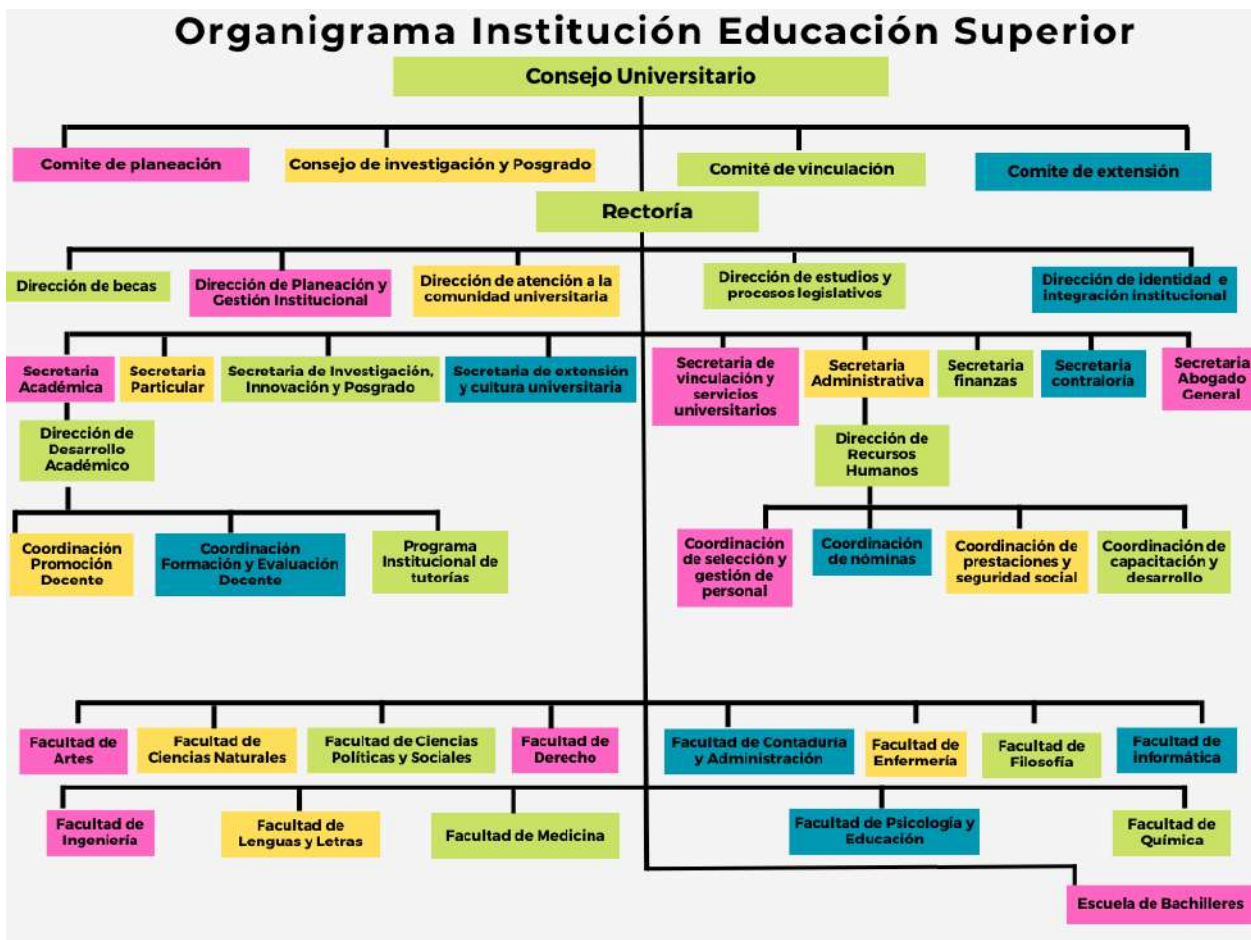 Organigrama Institución Educación Superior
Consejo Universitario
Comite de planeación
Consejo de investigación y Posgrado
Comité de vinculación
Comite de extensión
Rectoría
Dirección de becas
Dirección de Planeación y
Gestión Institucional
Dirección de atención a la
comunidad universitaria
Dirección de estudios y
procesos legislativos
Dirección de identidad e
integración institucional
Secretaria
Académica
Secretaria
Particular
Secretaria de Investigación,
Innovación y Posgrado
Secretaria de extensión
y cultura universitaria
Secretaria de
vinculación y
servicios
universitarios
Secretaria
Administrativa
Secretaria
finanzas
Secretaria
contraloría
Secretaria
Abogado
General
Dirección de
Desarrollo
Académico
Dirección de
Recursos
Humanos
Coordinación
Promoción
Docente
Coordinación
Formación y Evaluación
Docente
Programa
Institucional de
tutorías
Coordinación
de selección y
gestión de
personal
Coordinación
de nóminas
Coordinación de
prestaciones y
seguridad social
Coordinación de
capacitación y
desarrollo
Facultad de
Artes
Facultad de
Ciencias Naturales
Facultad de Ciencias
Políticas y Sociales
Facultad de
Derecho
Facultad de Contaduría
y Administración
Facultad de
Enfermería
Facultad de
Filosofía
Facultad de
informática
Facultad de
Ingeniería
Facultad de
Lenguas y Letras
Facultad de Medicina
Facultad de Psicología y
Educación
Facultad de
Química
Escuela de Bachilleres